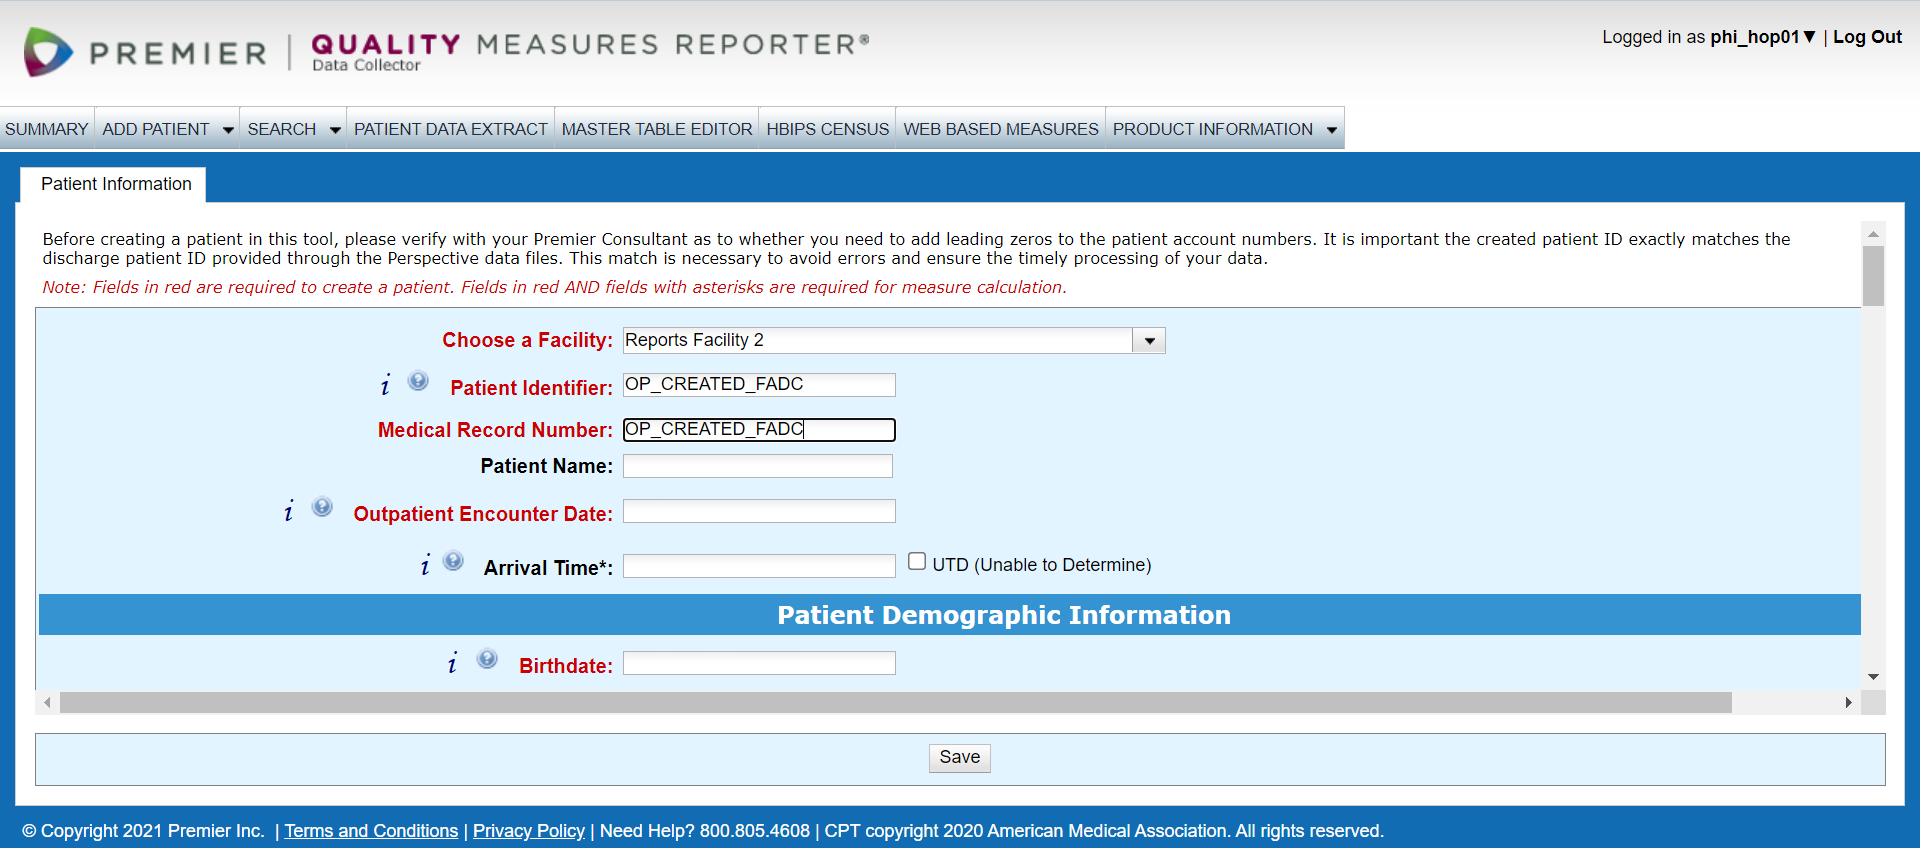 PREMIER | QUALITY MEASURES REPORTER®
Data Collector
Logged in as phi_hop01▼ | Log Out
SUMMARY ADD PATIENT SEARCH PATIENT DATA EXTRACT MASTER TABLE EDITOR HBIPS CENSUS WEB BASED MEASURES PRODUCT INFORMATION
Patient Information
Before creating a patient in this tool, please verify with your Premier Consultant as to whether you need to add leading zeros to the patient account numbers. It is important the created patient ID exactly matches the
discharge patient ID provided through the Perspective data files. This match is necessary to avoid errors and ensure the timely processing of your data.
Note: Fields in red are required to create a patient. Fields in red AND fields with asterisks are required for measure calculation.
Choose a Facility: Reports Facility 2
i ? Patient Identifier: OP_CREATED_FADC
Medical Record Number: OP_CREATED_FADC
Patient Name:
i ? Outpatient Encounter Date:
i ? Arrival Time*: UTD (Unable to Determine)
Patient Demographic Information
i ? Birthdate:
Save
© Copyright 2021 Premier Inc. | Terms and Conditions | Privacy Policy | Need Help? 800.805.4608 | CPT copyright 2020 American Medical Association. All rights reserved.